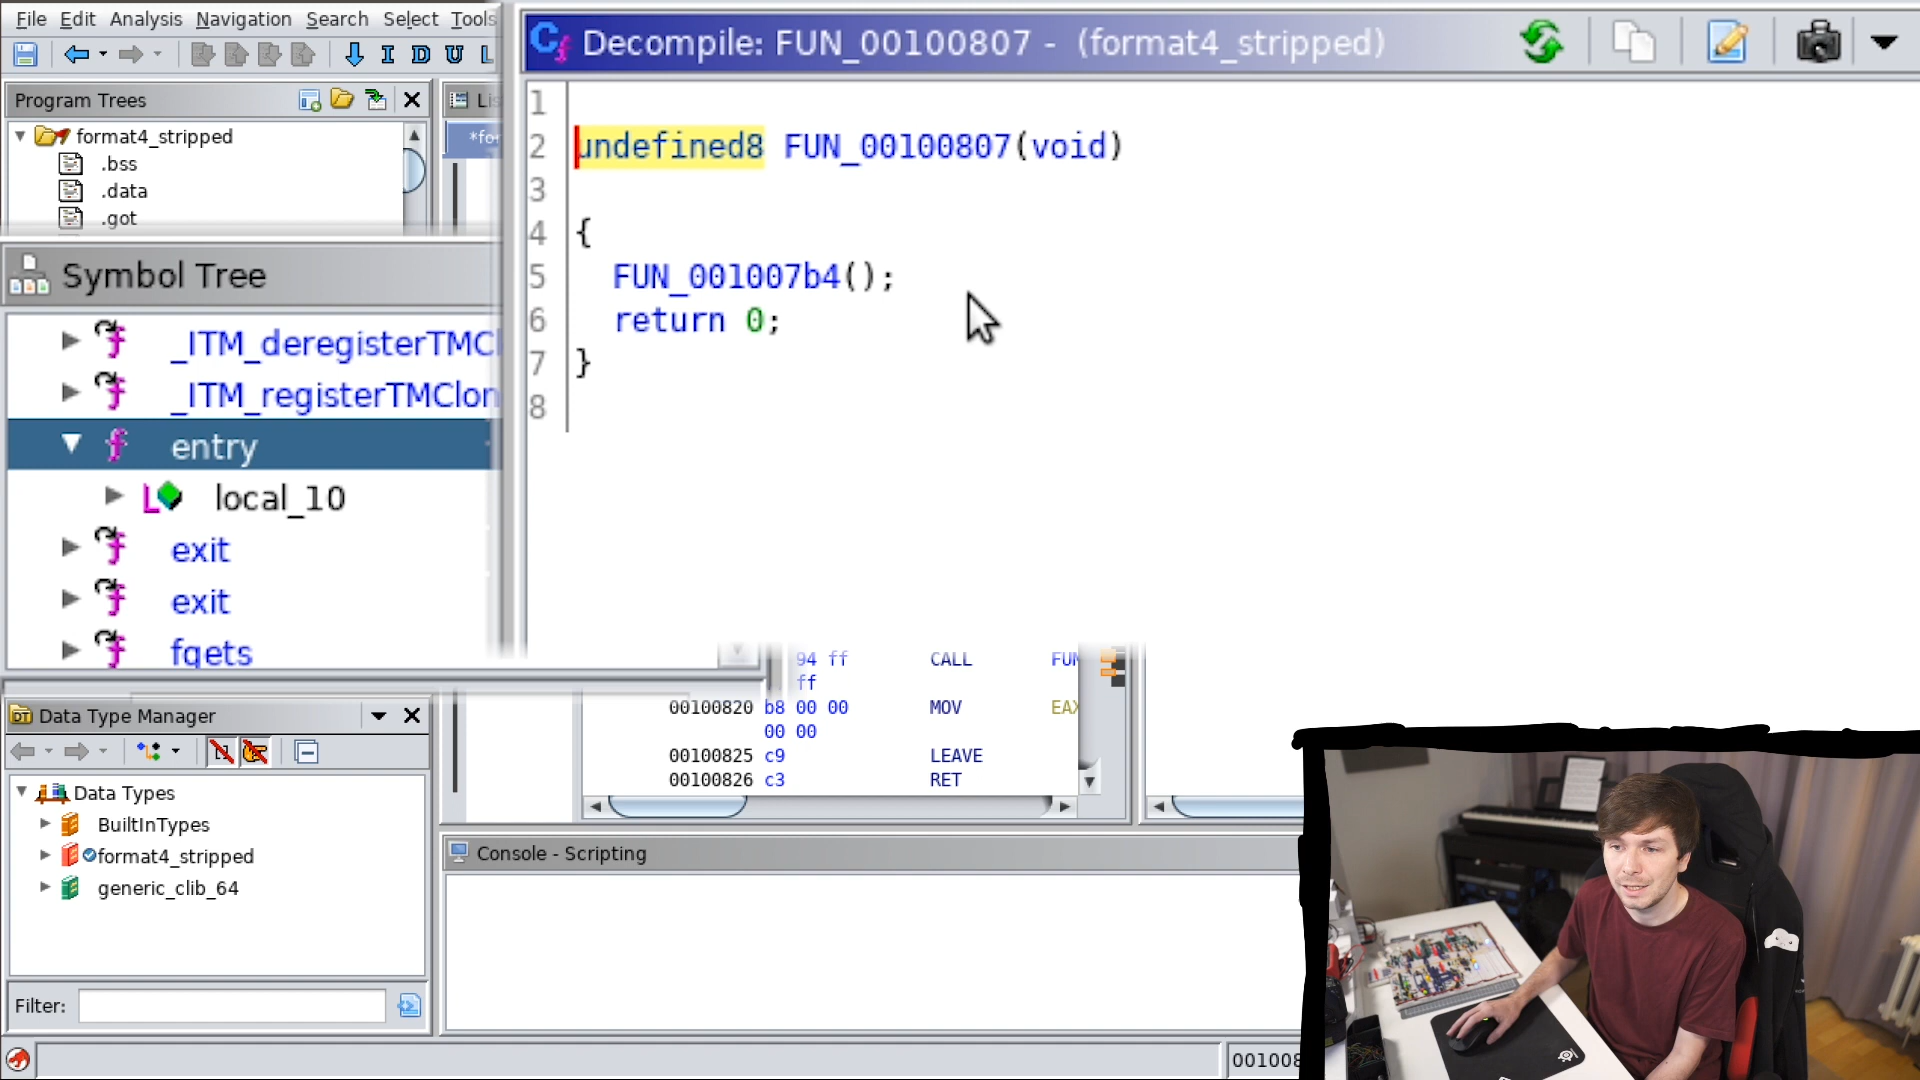 File Edit Analysis Navigation Search Select Tools
I D U L
Program Trees
format4_stripped
.bss
.data
.got
Symbol Tree
_ITM_deregisterTMCl
_ITM_registerTMClon
entry
L local_10
exit
exit
fgets
Data Type Manager
Data Types
BuiltInTypes
format4_stripped
generic_clib_64
Filter:
Lis
*for
Decompile: FUN_00100807 - (format4_stripped)
1
2 undefined8 FUN_00100807(void)
3
4 {
5 FUN_001007b4();
6 return 0;
7 }
8
94 ff CALL FUN
ff
00100820 b8 00 00 MOV EAX
00 00
00100825 c9 LEAVE
00100826 c3 RET
Console - Scripting
001008